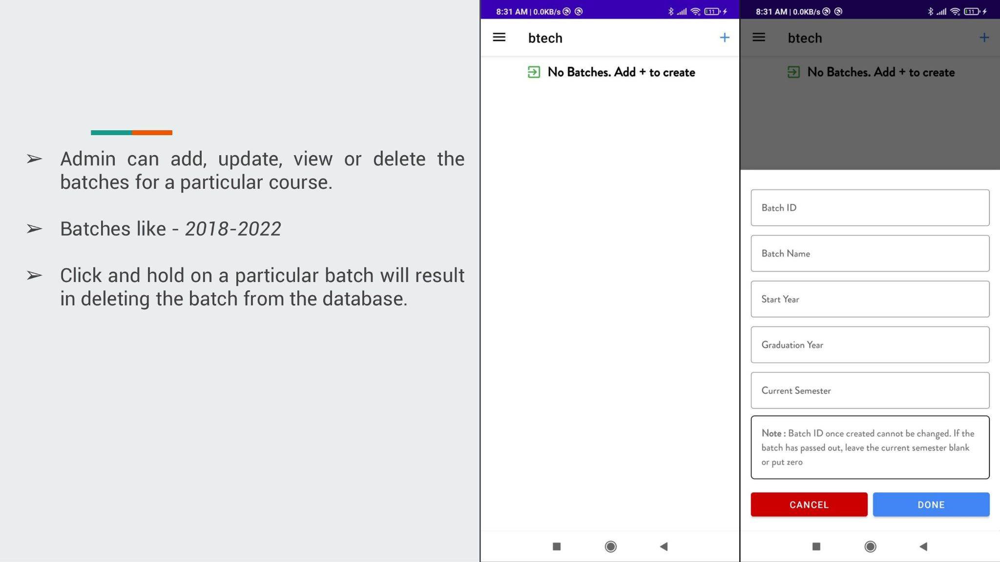 ➢ Admin can add, update, view or delete the
batches for a particular course.
➢ Batches like - 2018-2022
➢ Click and hold on a particular batch will result
in deleting the batch from the database.
8:31 AM | 0.0KB/s
11
btech
+
No Batches. Add + to create
8:31 AM | 0.0KB/s
11
btech
+
No Batches. Add + to create
Batch ID
Batch Name
Start Year
Graduation Year
Current Semester
Note : Batch ID once created cannot be changed. If the
batch has passed out, leave the current semester blank
or put zero
CANCEL
DONE